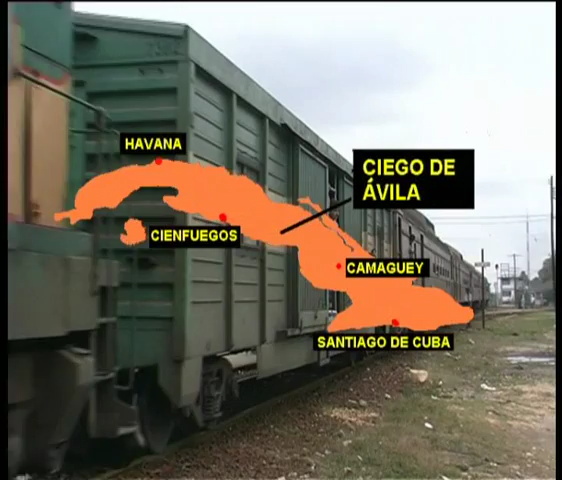 HAVANA
CIEGO DE
ÁVILA
CIENFUEGOS
CAMAGUEY
SANTIAGO DE CUBA